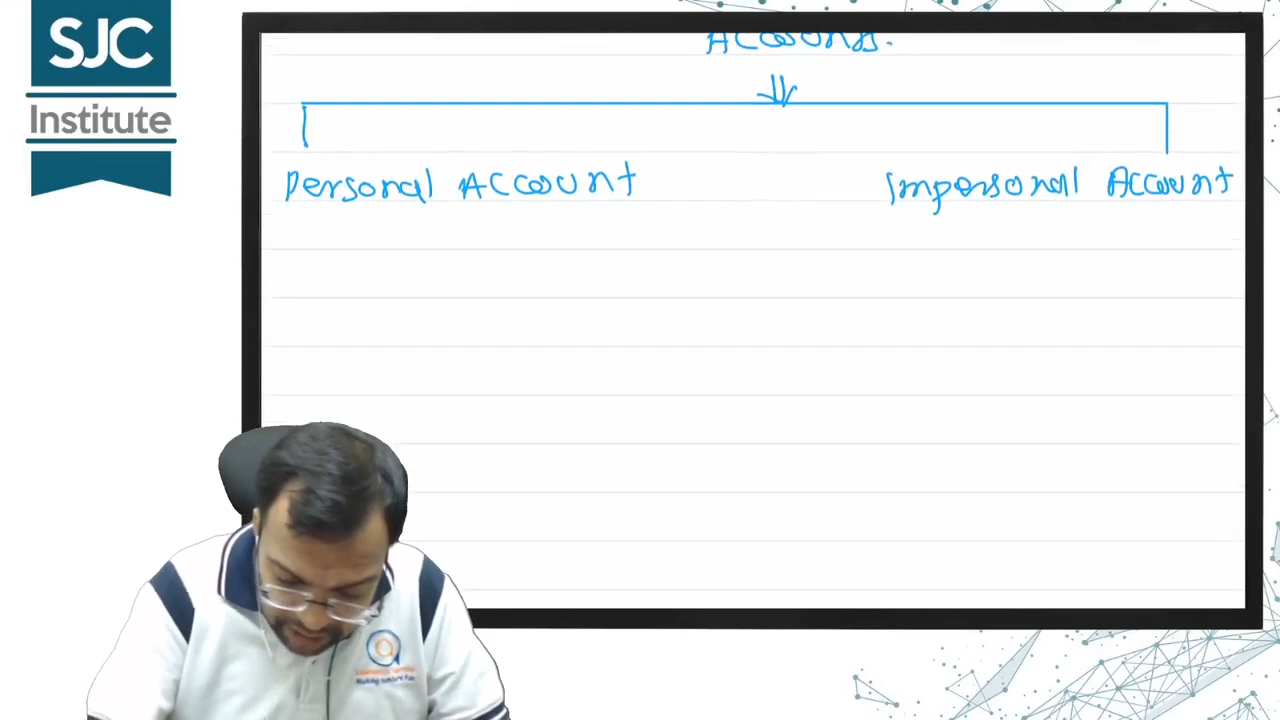 SJC
Institute
Accounts.
Personal Account
Impersonal Account